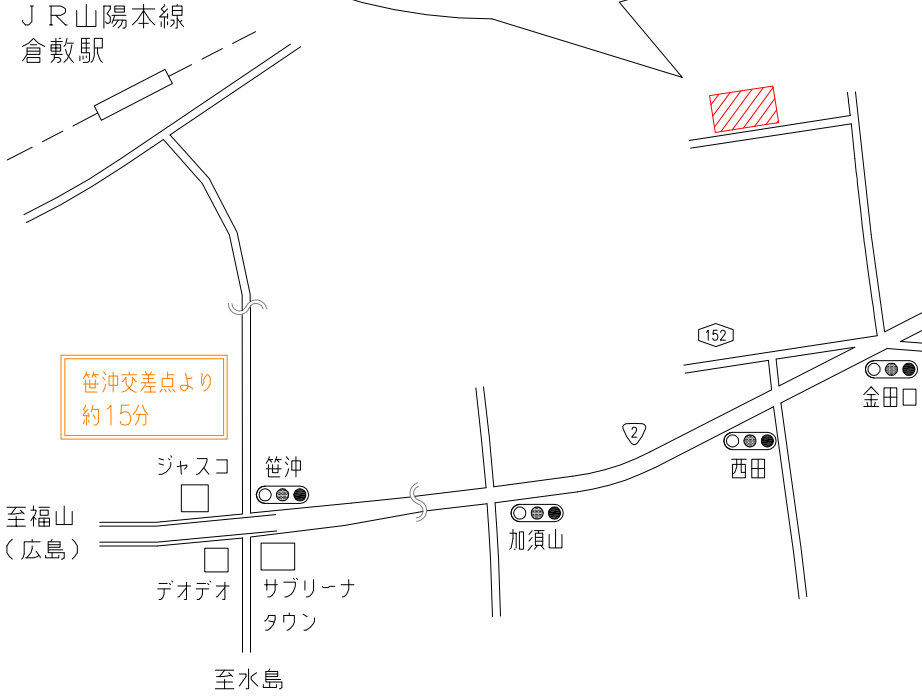 JR山陽本線
倉敷駅
152
笹沖交差点より
約15分
金田口
2
西田
ジャスコ
笹沖
至福山
(広島)
加須山
デオデオ
サブリーナ
タウン
至水島